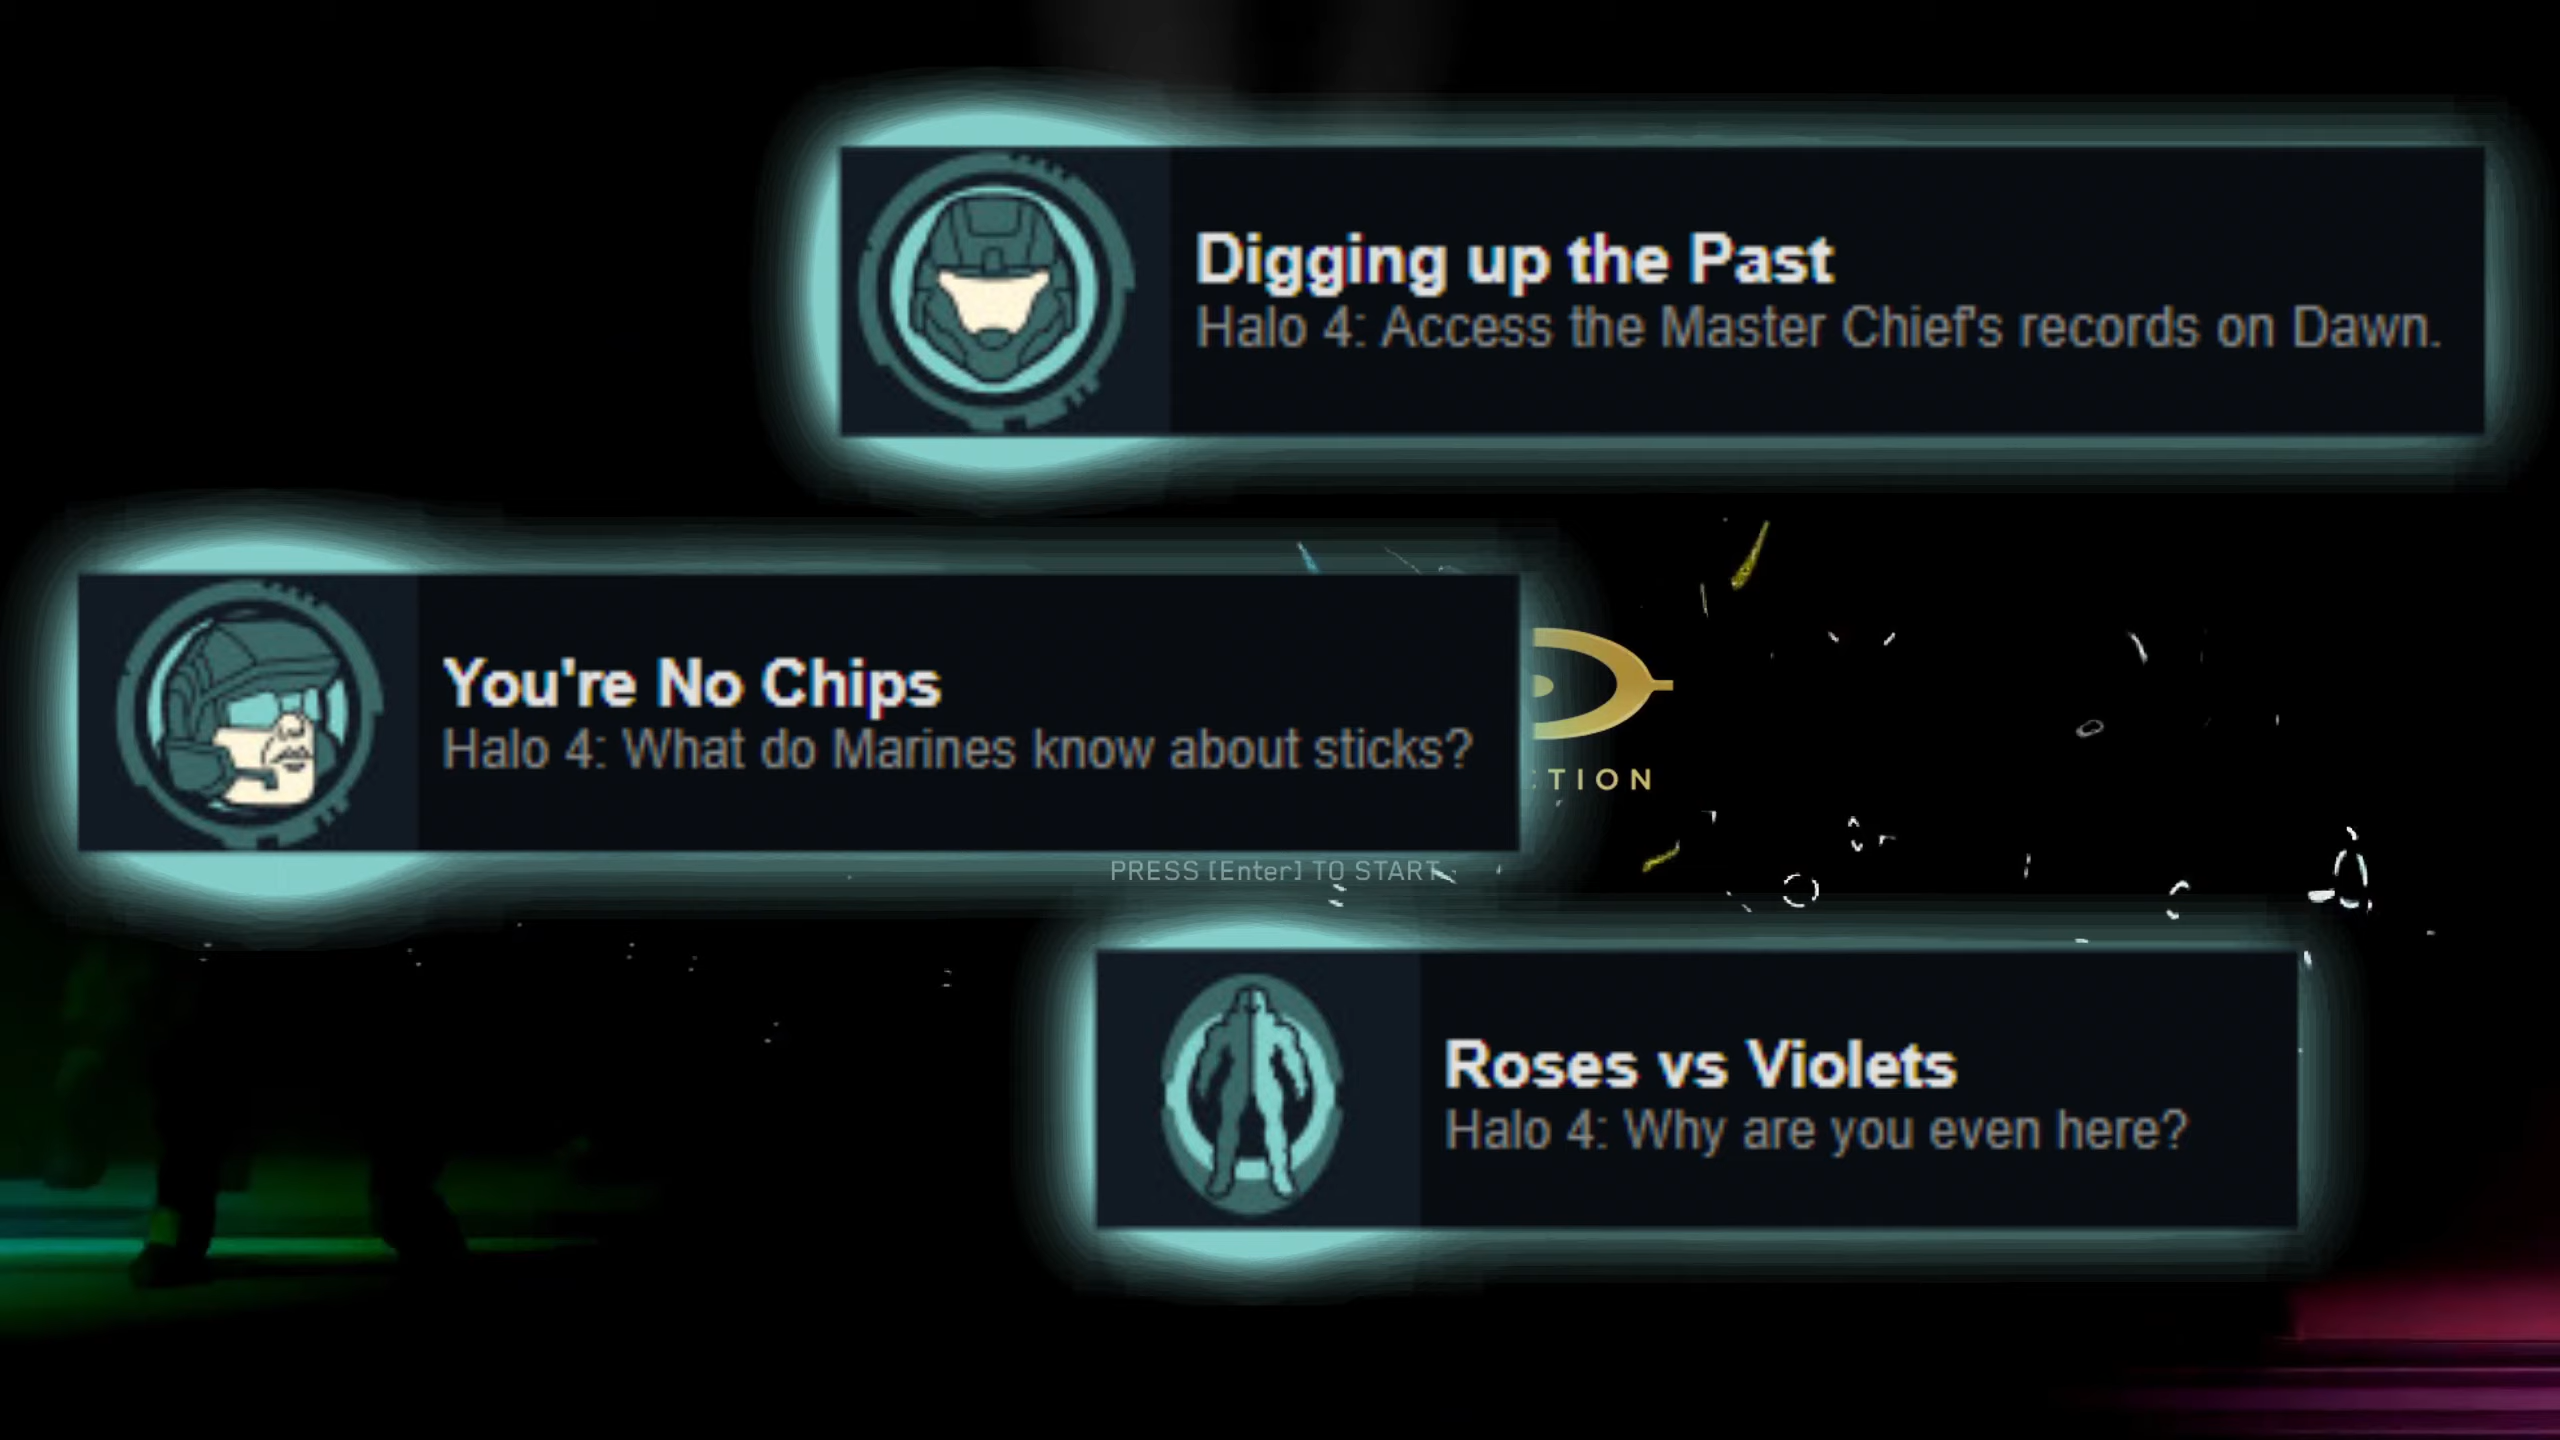 Digging up the Past
Halo 4: Access the Master Chief's records on Dawn.
You're No Chips
Halo 4: What do Marines know about sticks?
TION
PRESS [Enter] TO START
Roses vs Violets
Halo 4: Why are you even here?